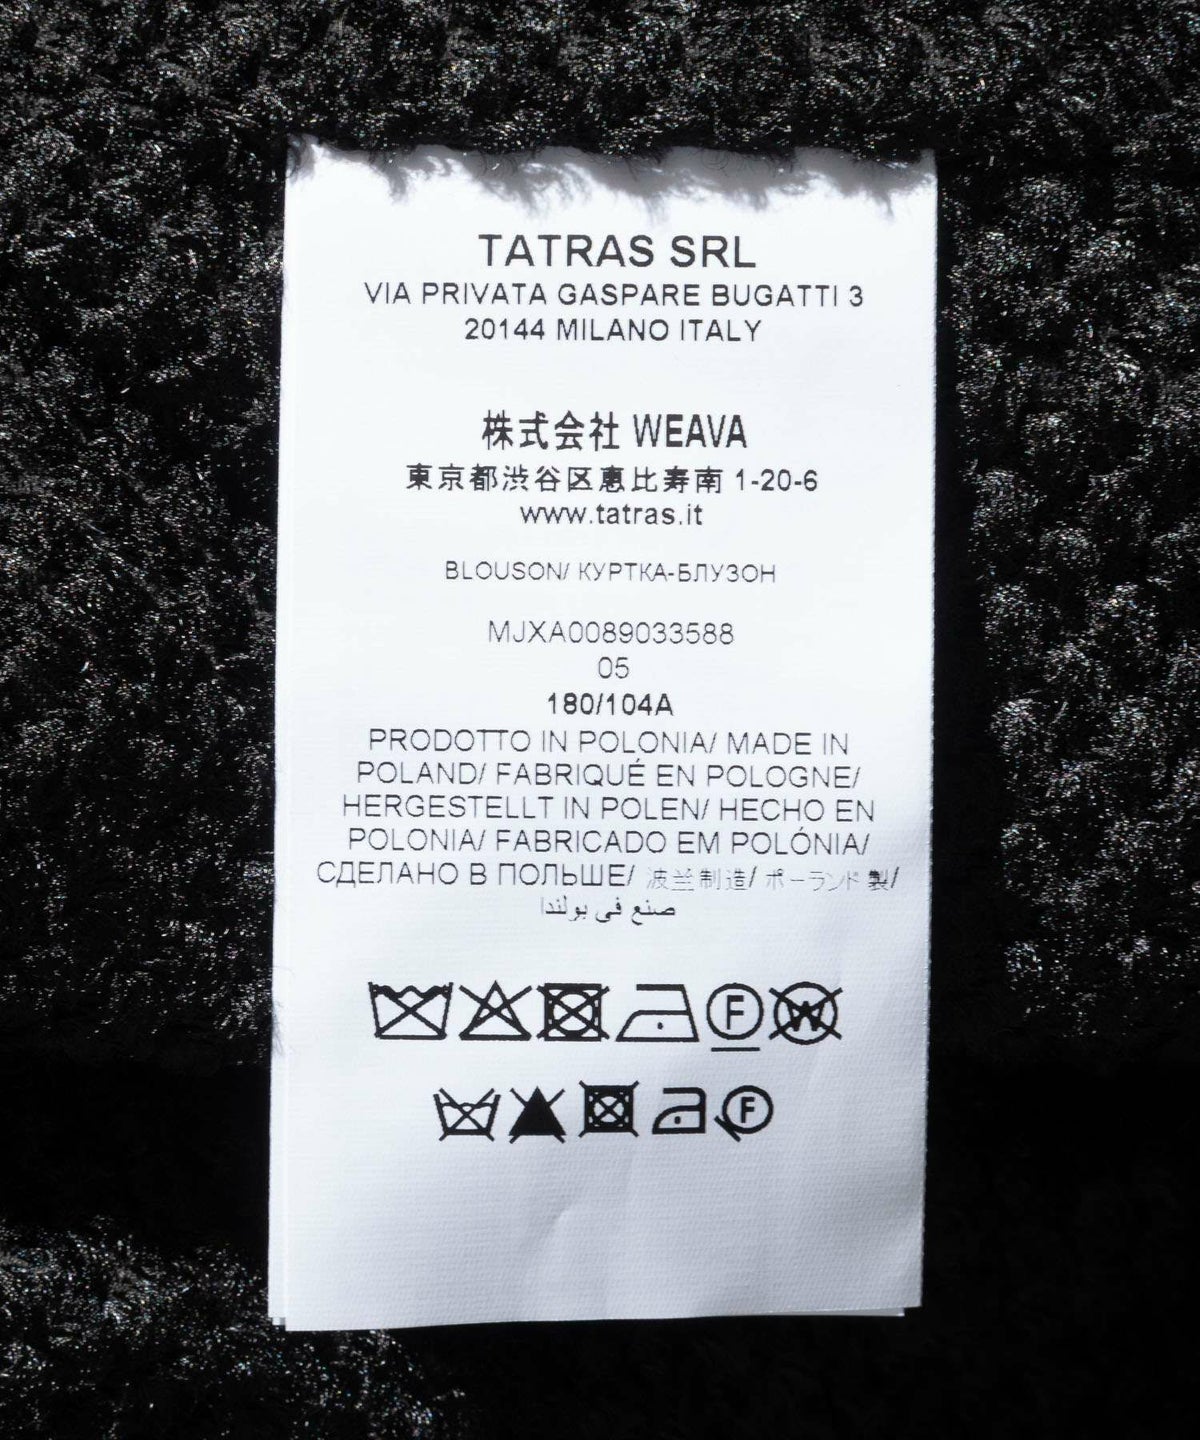 TATRAS SRL
VIA PRIVATA GASPARE BUGATTI 3
20144 MILANO ITALY
株式会社 WEAVA
東京都渋谷区恵比寿南 1-20-6
www.tatras.it
BLOUSON/ КУРТКА-БЛУЗОН
MJXA0089033588
05
180/104A
PRODOTTO IN POLONIA/ MADE IN
POLAND/ FABRIQUÉ EN POLOGNE/
HERGESTELLT IN POLEN/ HECHO EN
POLONIA/ FABRICADO EM POLÓNIA/
СДЕЛАНО В ПОЛЬШЕ/ 波兰制造/ ポーランド 製/
صنع في بولندا
F W
F